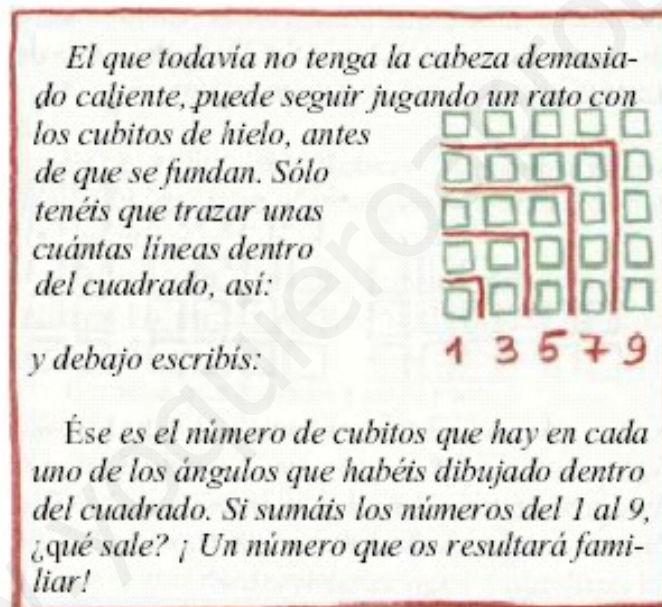 El que todavía no tenga la cabeza demasia-
do caliente, puede seguir jugando un rato con
los cubitos de hielo, antes
de que se fundan. Sólo
tenéis que trazar unas
cuántas líneas dentro
del cuadrado, así:
1 3 5 7 9
y debajo escribís:
Ése es el número de cubitos que hay en cada
uno de los ángulos que habéis dibujado dentro
del cuadrado. Si sumáis los números del 1 al 9,
¿qué sale? ¡ Un número que os resultará fami-
liar!
yoquieroapro